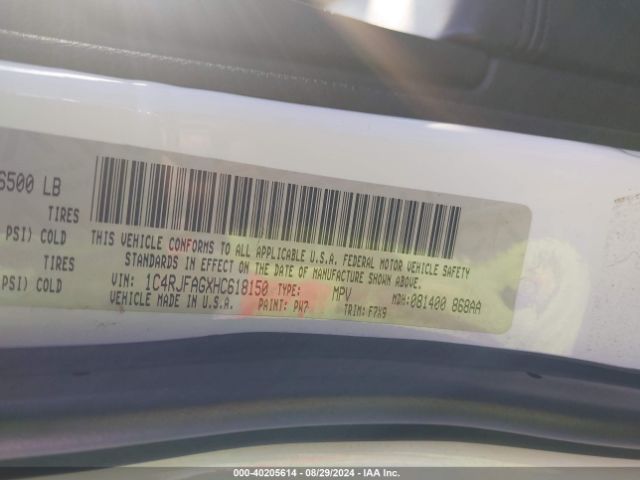 6500 LB
TIRES
PSI) COLD
TIRES
PSI) COLD
THIS VEHICLE CONFORMS TO ALL APPLICABLE U.S.A. FEDERAL MOTOR VEHICLE SAFETY
STANDARDS IN EFFECT ON THE DATE OF MANUFACTURE SHOWN ABOVE.
VIN: 1C4RJFAGXHC618150 TYPE: MPV MDH: 081400 868AA
VEHICLE MADE IN U.S.A. PAINT: PW7 TRIM: F7X9
000-40205614 - 08/29/2024 - IAA Inc.